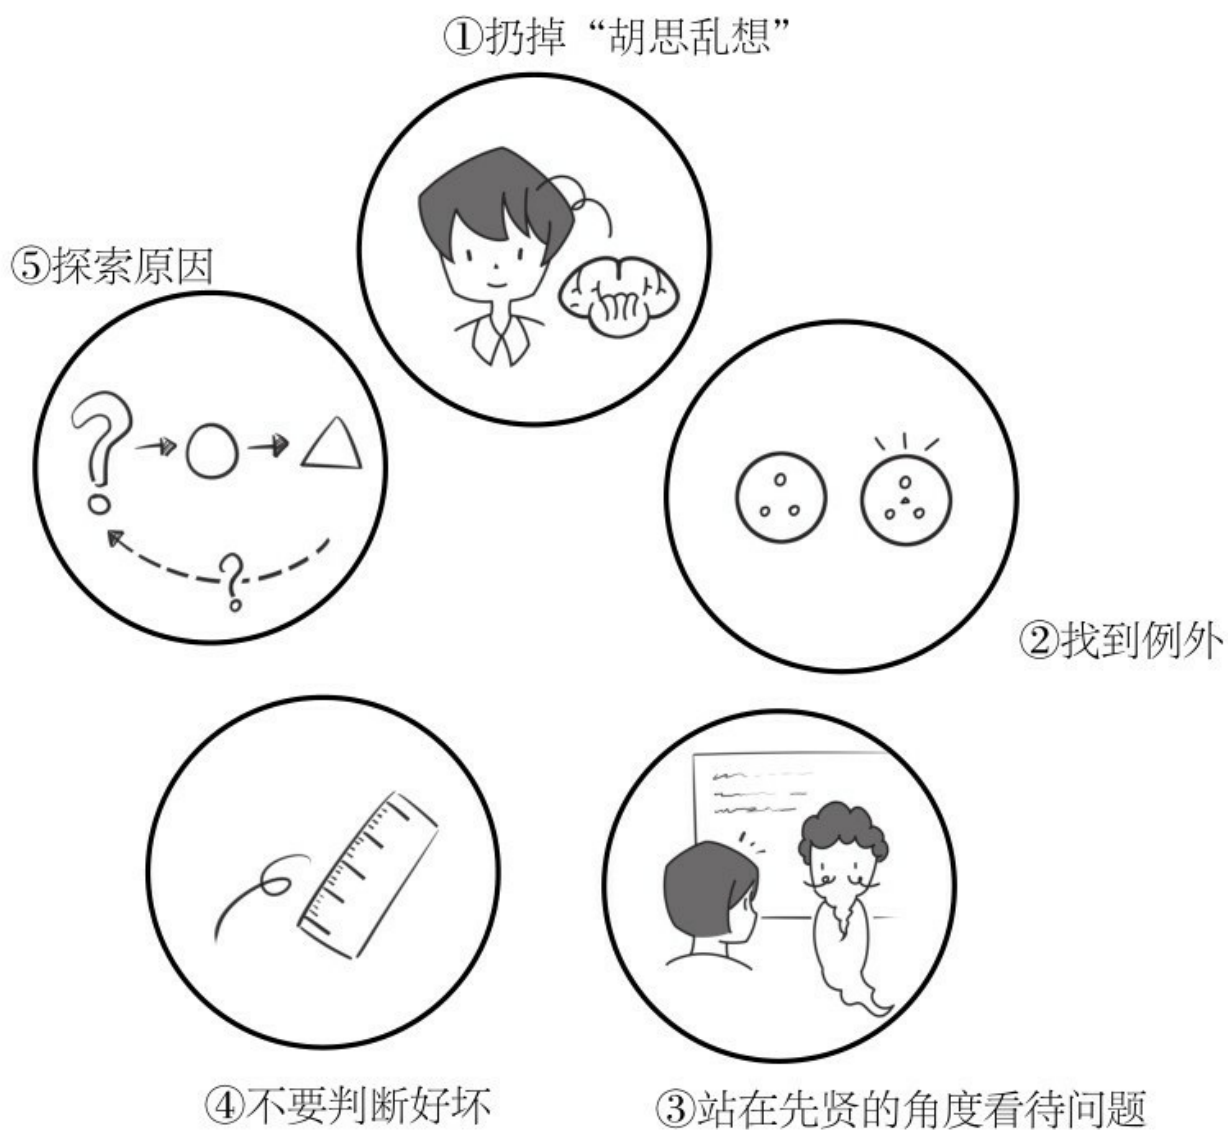 ①扔掉“胡思乱想”
②找到例外
③站在先贤的角度看待问题
④不要判断好坏
⑤探索原因